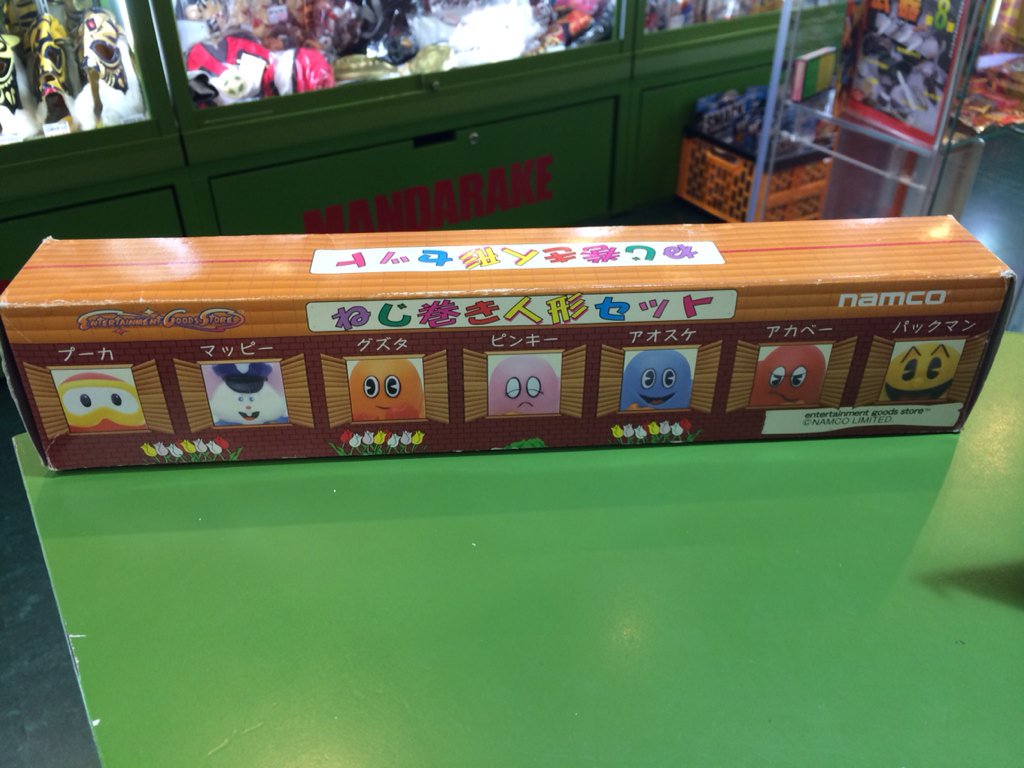 MANDARAKE
ねじ巻き人形セット
ねじ巻き人形セット
ENTERTAINMENT GOODS STORES
namco
プーカ
マッピー
グズタ
ピンキー
アオスケ
アカベー
パックマン
entertainment goods store™
©NAMCO LIMITED.